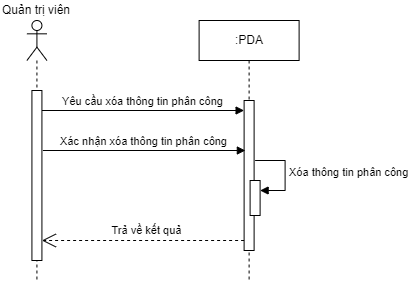 Quản trị viên
:PDA
Yêu cầu xóa thông tin phân công
Xác nhận xóa thông tin phân công
Xóa thông tin phân công
Trả về kết quả